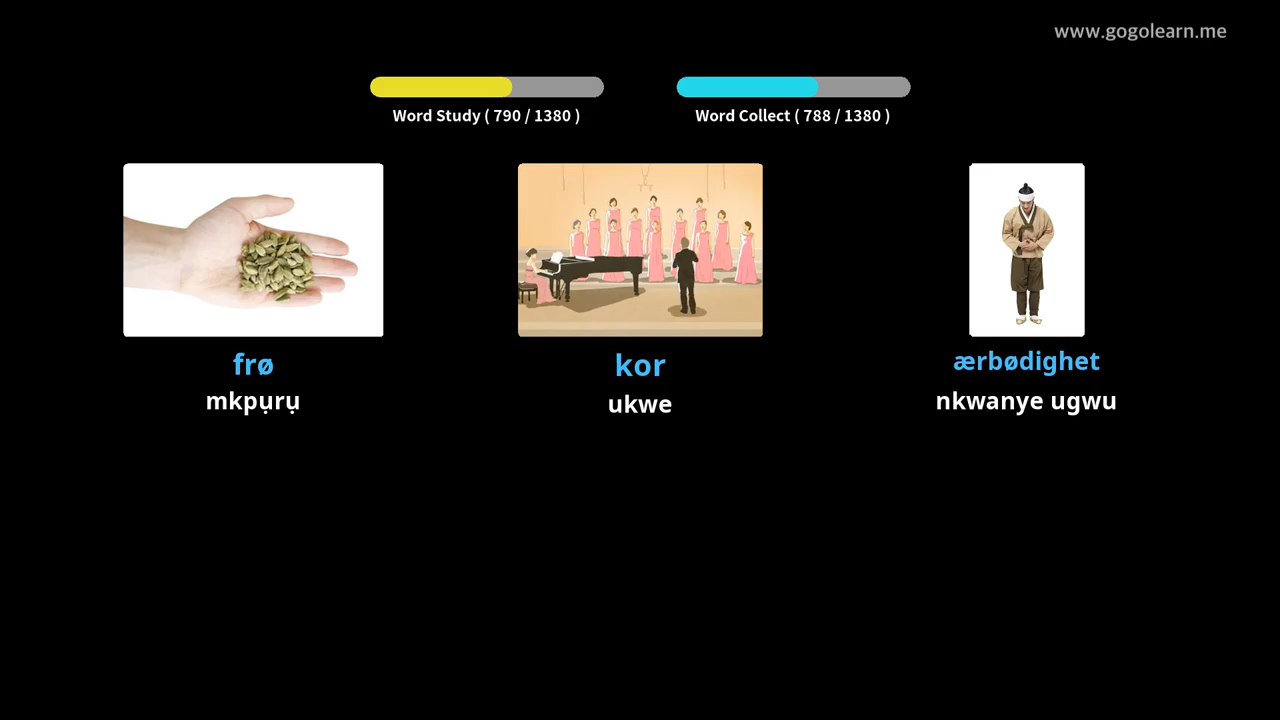 www.gogolearn.me
Word Study ( 790 / 1380 )
Word Collect ( 788 / 1380 )
frø
kor
ærbødighet
mkpụrụ
ukwe
nkwanye ugwu